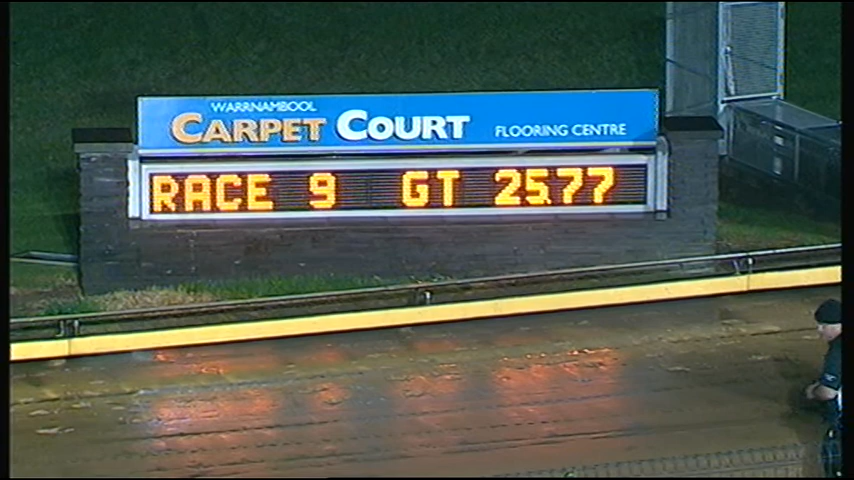 WARRNAMBOOL
CARPET COURT FLOORING CENTRE
RACE 9 GT 25.77